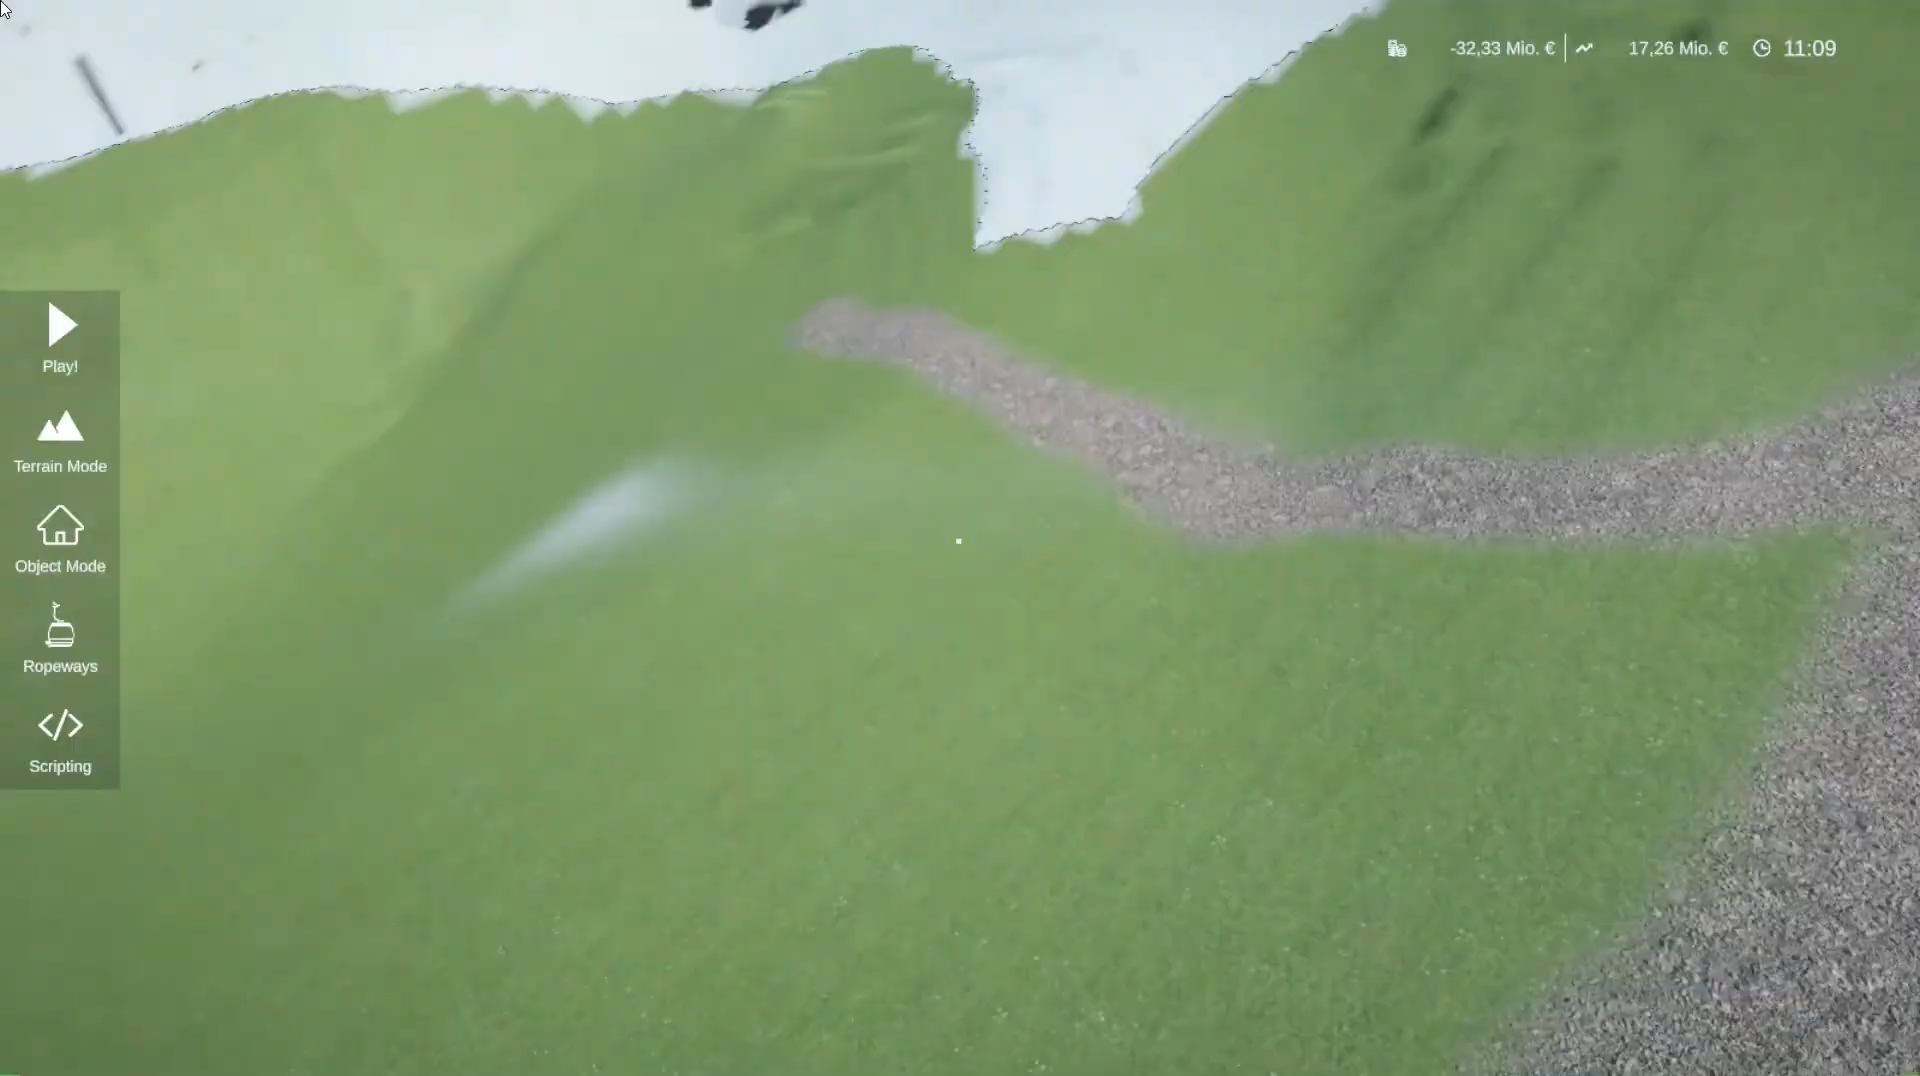 -32,33 Mio. €
17,26 Mio. €
11:09
Play!
Terrain Mode
Object Mode
Ropeways
Scripting